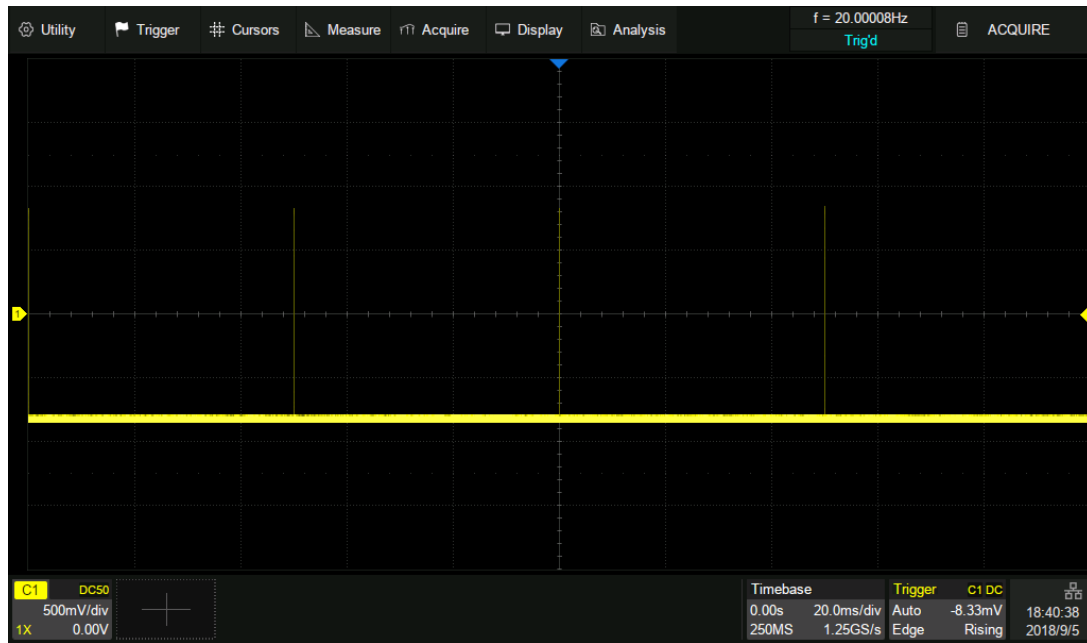 Utility Trigger Cursors Measure Acquire Display Analysis
f = 20.00008Hz
Trig'd
ACQUIRE
1
C1 DC50
500mV/div
1X 0.00V
Timebase
0.00s 20.0ms/div
250MS 1.25GS/s
Trigger C1 DC
Auto -8.33mV
Edge Rising
18:40:38
2018/9/5